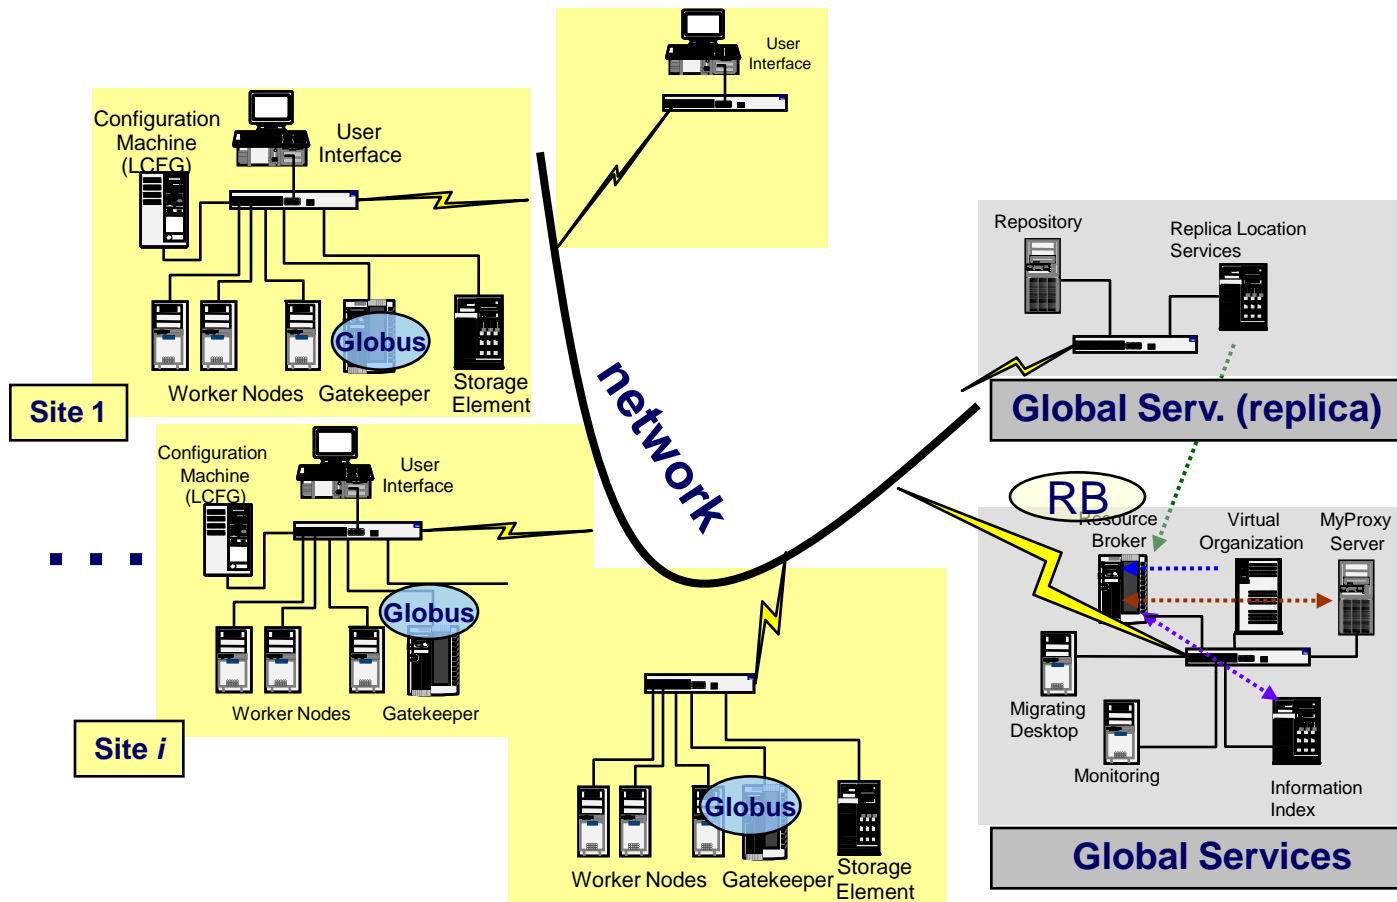 User
Interface
Configuration
Machine
(LCFG)
User
Interface
Globus
Worker Nodes
Gatekeeper
Storage
Element
Site 1
Configuration
Machine
(LCFG)
User
Interface
Globus
Worker Nodes
Gatekeeper
Site i
network
Globus
Worker Nodes
Gatekeeper
Storage
Element
Repository
Replica Location
Services
Global Serv. (replica)
RB
Resource
Broker
Virtual
Organization
MyProxy
Server
Migrating
Desktop
Monitoring
Information
Index
Global Services